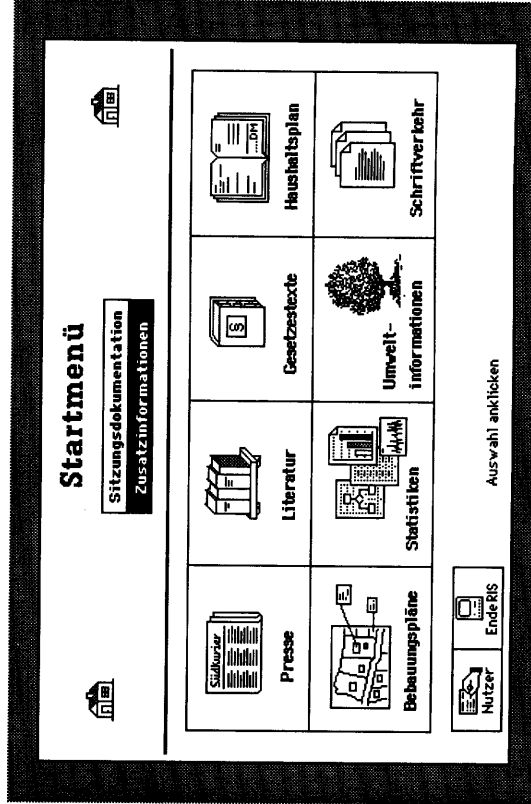 Startmenü
Sitzungsdokumentation
Zusatzinformationen
Südkurier
Presse
Literatur
§
Gesetzestexte
DM
Haushaltsplan
Bebauungspläne
Statistiken
Umwelt-
informationen
Schriftverkehr
Nutzer
Ende RIS
Auswahl anklicken